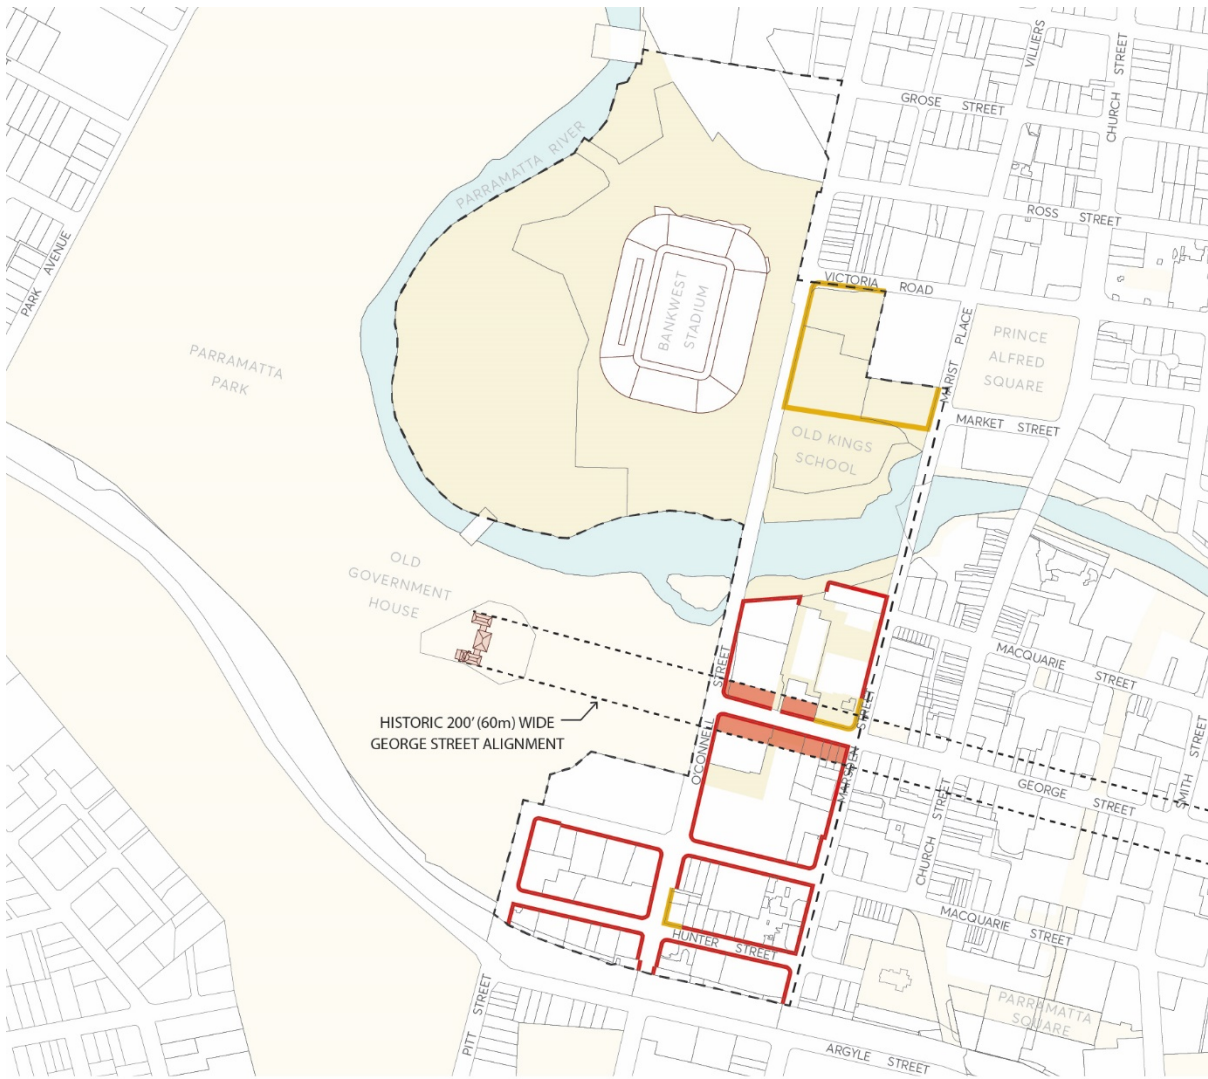 VILLIERS
CHURCH STREET
GROSE STREET
PARRAMATTA RIVER
ROSS STREET
PARK AVENUE
VICTORIA ROAD
BANKWEST
STADIUM
MARIST PLACE
PRINCE
ALFRED
SQUARE
PARRAMATTA
PARK
MARKET STREET
OLD KINGS
SCHOOL
OLD
GOVERNMENT
HOUSE
MACQUARIE STREET
HISTORIC 200' (60m) WIDE
GEORGE STREET ALIGNMENT
O'CONNELL STREET
MARSDEN STREET
GEORGE STREET
SMITH STREET
CHURCH STREET
MACQUARIE STREET
HUNTER STREET
PITT STREET
PARRAMATTA
SQUARE
ARGYLE STREET